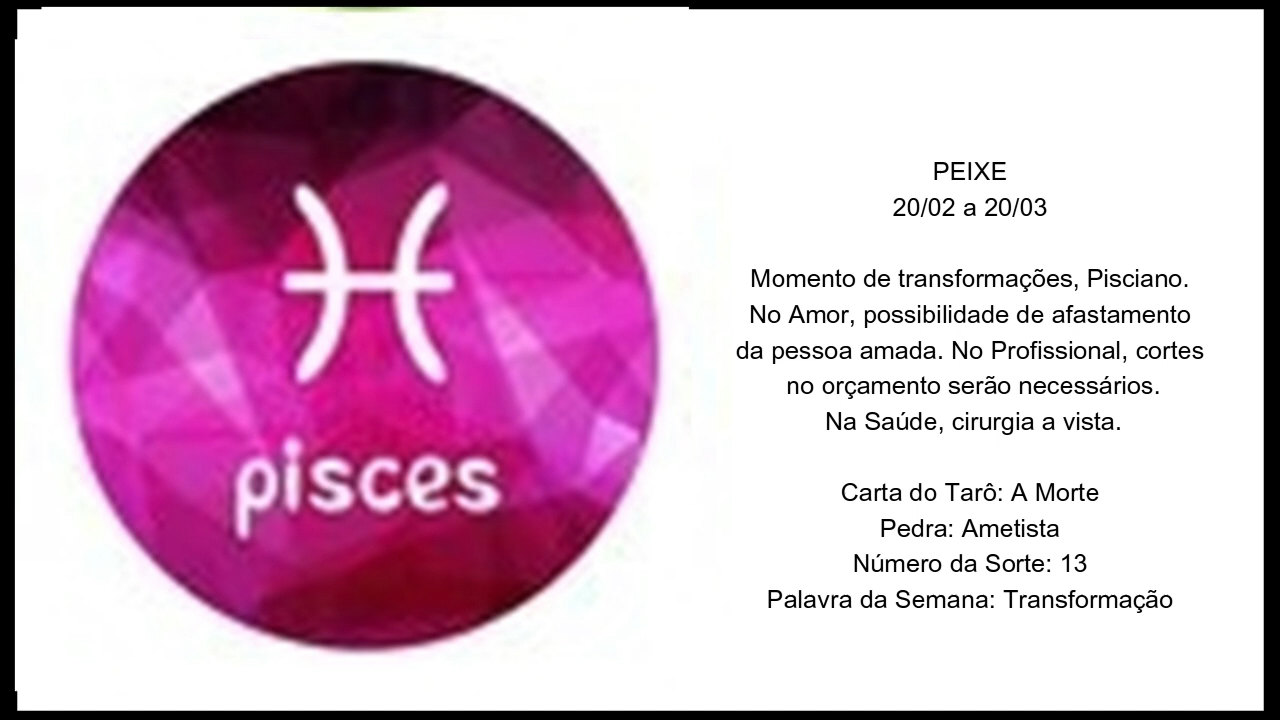 pisces
PEIXE
20/02 a 20/03
Momento de transformações, Pisciano.
No Amor, possibilidade de afastamento
da pessoa amada. No Profissional, cortes
no orçamento serão necessários.
Na Saúde, cirurgia a vista.
Carta do Tarô: A Morte
Pedra: Ametista
Número da Sorte: 13
Palavra da Semana: Transformação